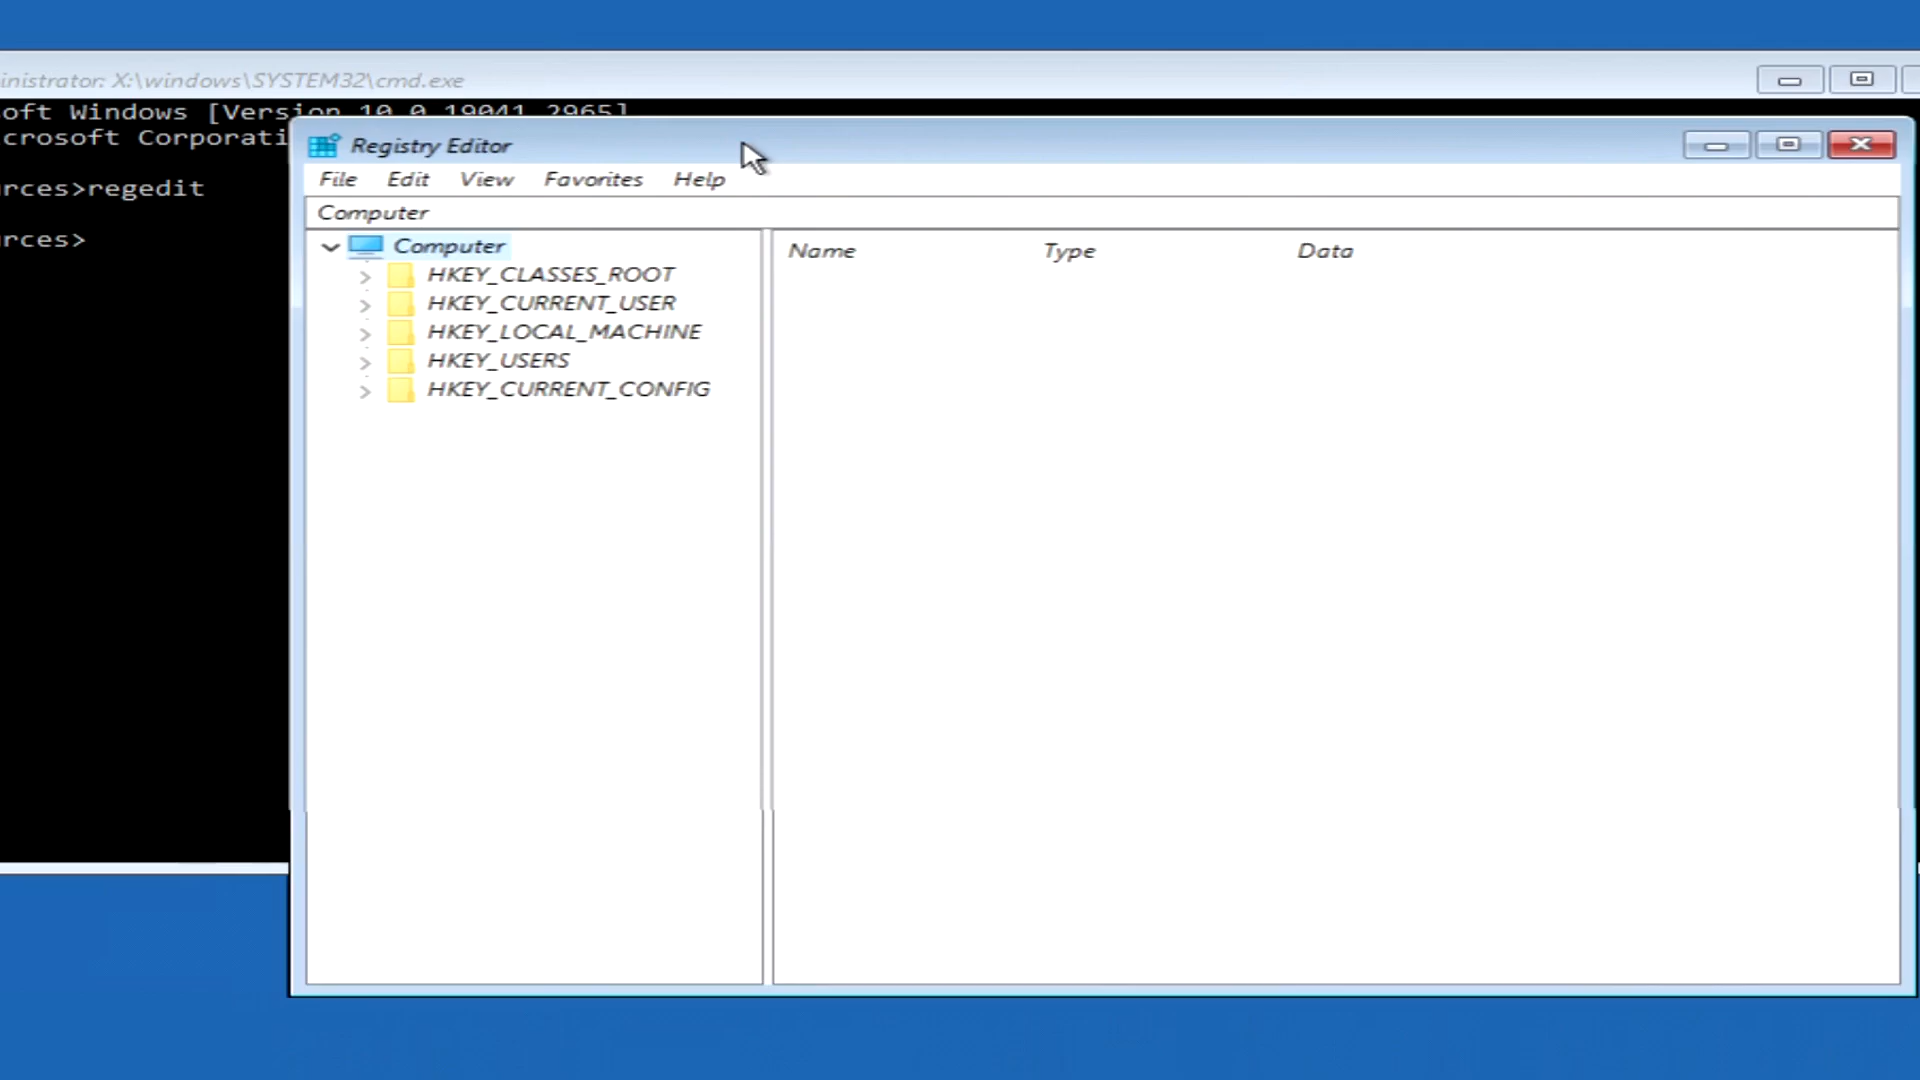 inistrator: X:\windows\SYSTEM32\cmd.exe
oft Windows [Version 10.0.19041.2965]
crosoft Corporati
rces>regedit
rces>
Registry Editor
File Edit View Favorites Help
Computer
Computer
HKEY_CLASSES_ROOT
HKEY_CURRENT_USER
HKEY_LOCAL_MACHINE
HKEY_USERS
HKEY_CURRENT_CONFIG
Name Type Data